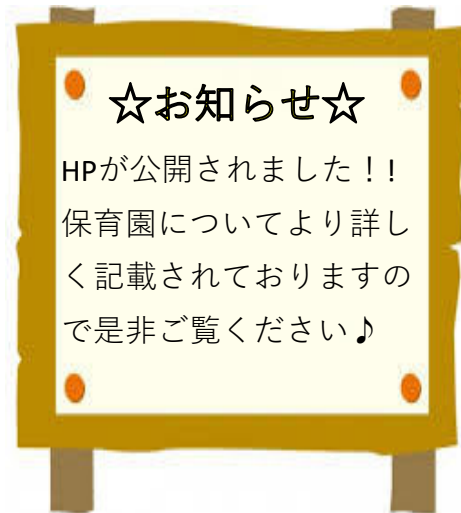 ☆お知らせ☆
HPが公開されました！!
保育園についてより詳し
く記載されておりますの
で是非ご覧ください♪